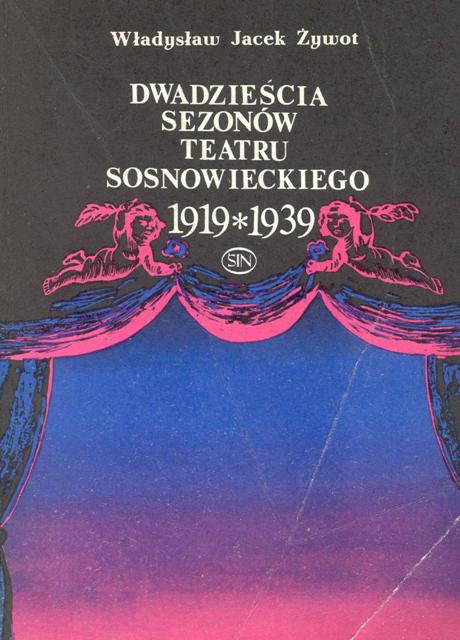 Władysław Jacek Żywot
DWADZIEŚCIA
SEZONÓW
TEATRU
SOSNOWIECKIEGO
1919*1939
SIN